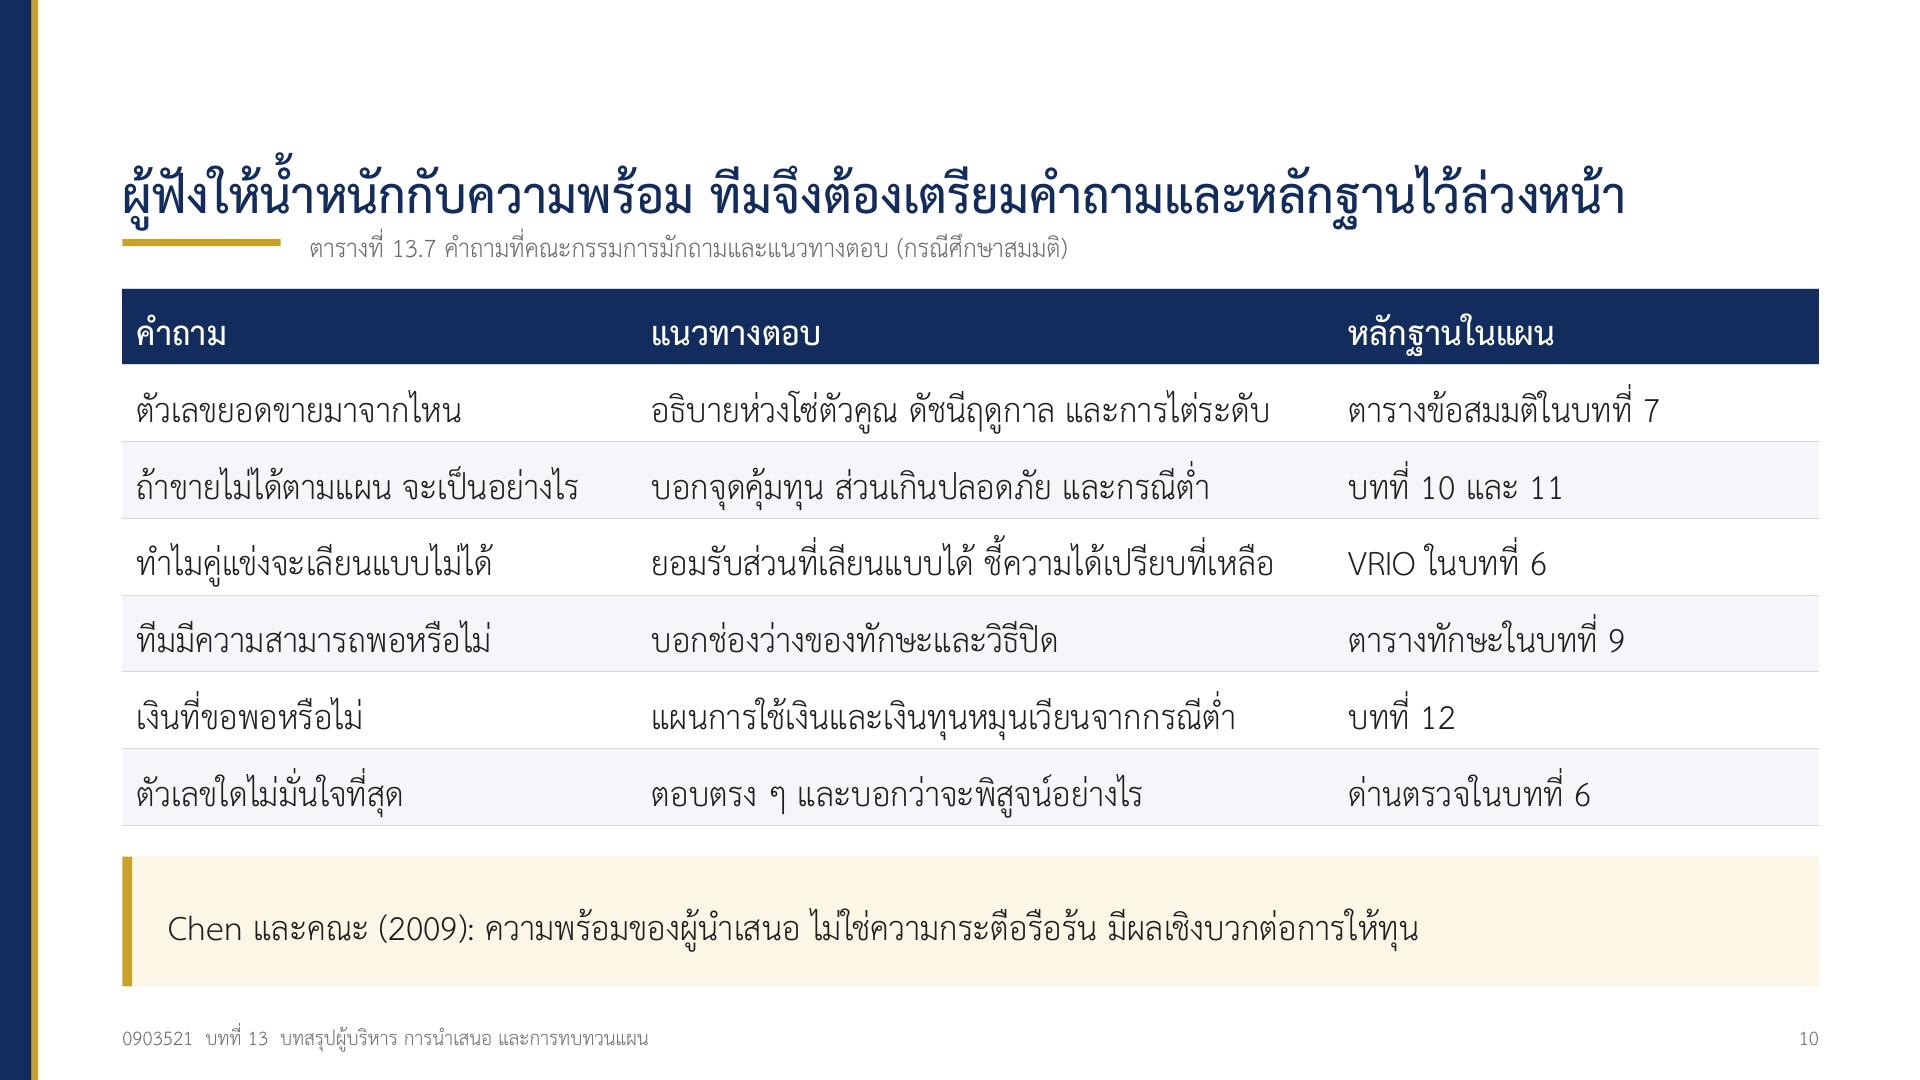 ผู้ฟังให้น้ำหนักกับความพร้อม ทีมจึงต้องเตรียมคำถามและหลักฐานไว้ล่วงหน้า
ตารางที่ 13.7 คำถามที่คณะกรรมการมักถามและแนวทางตอบ (กรณีศึกษาสมมติ)
คำถาม แนวทางตอบ หลักฐานในแผน
ตัวเลขยอดขายมาจากไหน อธิบายห่วงโซ่ตัวคูณ ดัชนีฤดูกาล และการไต่ระดับ ตารางข้อสมมติในบทที่ 7
ถ้าขายไม่ได้ตามแผน จะเป็นอย่างไร บอกจุดคุ้มทุน ส่วนเกินปลอดภัย และกรณีต่ำ บทที่ 10 และ 11
ทำไมคู่แข่งจะเลียนแบบไม่ได้ ยอมรับส่วนที่เลียนแบบได้ ชี้ความได้เปรียบที่เหลือ VRIO ในบทที่ 6
ทีมมีความสามารถพอหรือไม่ บอกช่องว่างของทักษะและวิธีปิด ตารางทักษะในบทที่ 9
เงินที่ขอพอหรือไม่ แผนการใช้เงินและเงินทุนหมุนเวียนจากกรณีต่ำ บทที่ 12
ตัวเลขใดไม่มั่นใจที่สุด ตอบตรง ๆ และบอกว่าจะพิสูจน์อย่างไร ด่านตรวจในบทที่ 6
Chen และคณะ (2009): ความพร้อมของผู้นำเสนอ ไม่ใช่ความกระตือรือร้น มีผลเชิงบวกต่อการให้ทุน
0903521 บทที่ 13 บทสรุปผู้บริหาร การนำเสนอ และการทบทวนแผน 10